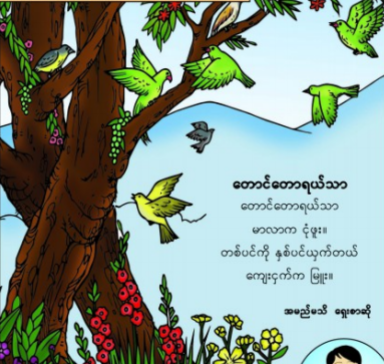 တောင်တောရယ်သာ
တောင်တောရယ်သာ
မာလာက ငုံဖူး။
တစ်ပင်ကို နှစ်ပင်ယှက်တယ်
ကျေးငှက်က မြူး။
အမည်မသိ ရှေးစာဆို